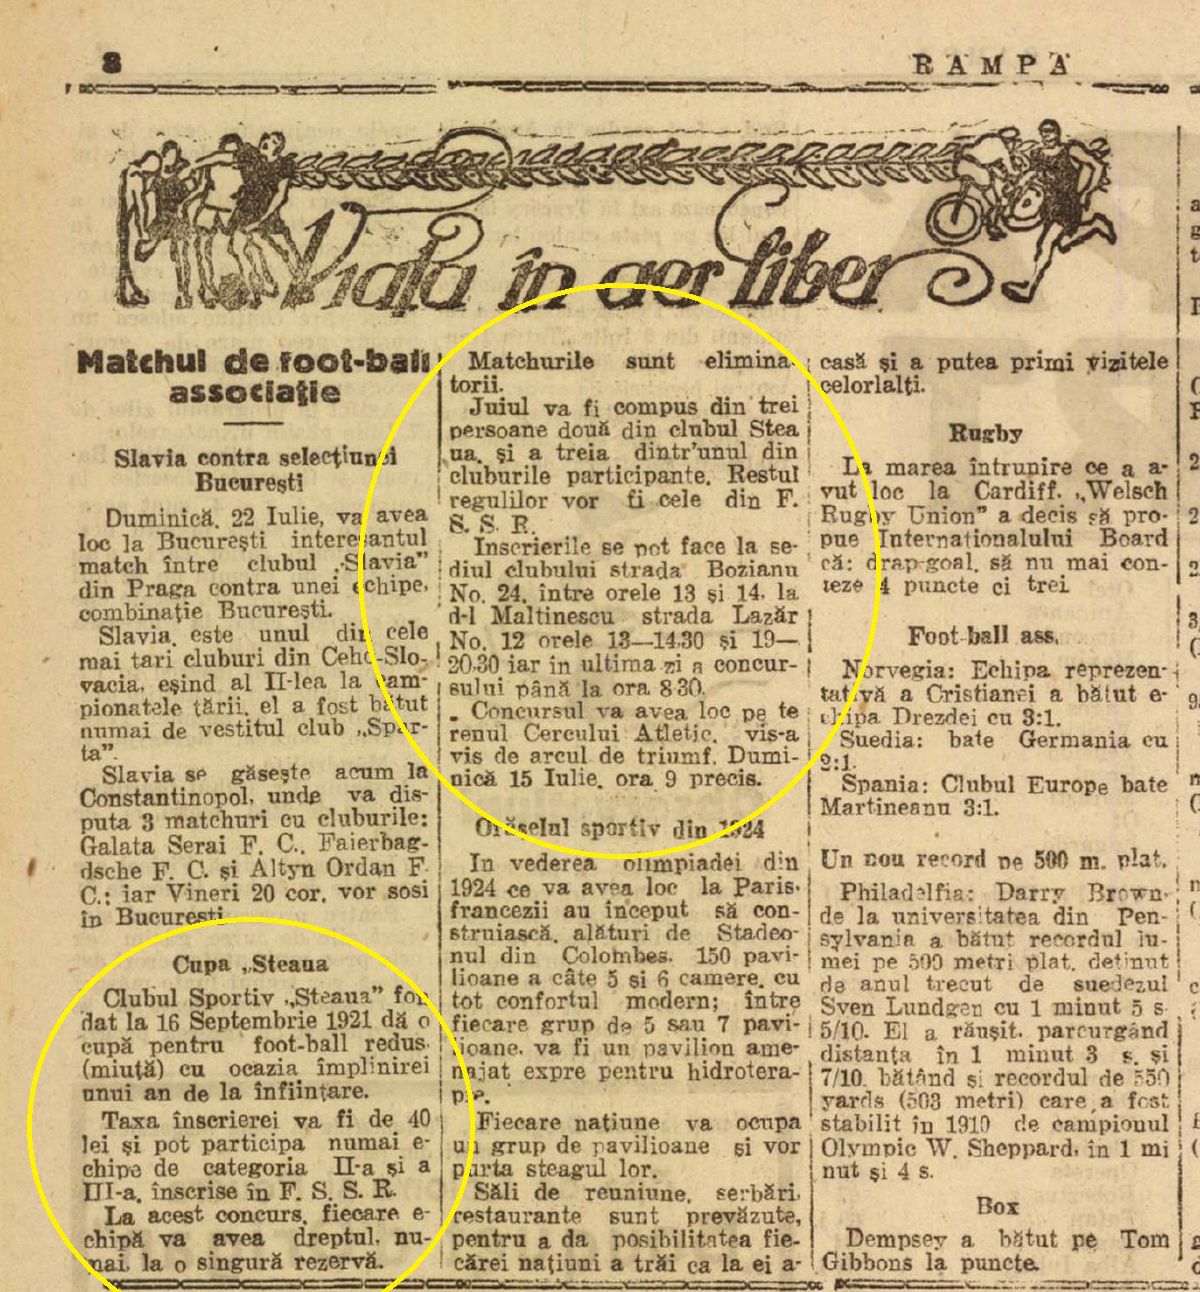 8
RAMPA
Viața în aer liber
Matchul de foot-ball
associație
Slavia contra selecțiunei
București
Duminică, 22 Iulie, va avea
loc la București interesantul
match între clubul „Slavia”
din Praga contra unei echipe,
combinație București.
Slavia, este unul din cele
mai tari cluburi din Ceho-Slo-
vacia, eșind al II-lea la cam-
pionatele țării, el a fost bătut
numai de vestitul club „Spar-
ta”.
Slavia se găsește acum la
Constantinopol, unde va dis-
puta 3 matchuri cu cluburile:
Galata Serai F. C., Faierbag-
dsche F. C. și Altyn Ordan F.
C.; iar Vineri 20 cor. vor sosi
în București
Cupa „Steaua
Clubul Sportiv „Steaua” fon
dat la 16 Septembrie 1921 dă o
cupă pentru foot-ball redus,
(miuță) cu ocazia împlinirei
unui an de la înființare.
Taxa înscrierei va fi de 40
lei și pot participa numai e-
chipe de categoria II-a și a
III-a, înscrise în F. S. S. R.
La acest concurs, fiecare e-
chipă va avea dreptul, nu-
mai la o singură rezervă.
Matchurile sunt elimina-
torii.
Juiul va fi compus din trei
persoane două din clubul Stea
ua, și a treia dintr'unul din
cluburile participante. Restul
regulilor vor fi cele din F.
S. S. R.
Inscrierile se pot face la se-
diul clubului strada Bozianu
No. 24, între orele 13 și 14, la
d-l Maltinescu strada Lazăr
No. 12 orele 13—14.30 și 19—
20.30 iar în ultima zi a concur-
sului până la ora 8.30.
Concursul va avea loc pe te
renul Cercului Atletic, vis-a
vis de arcul de triumf, Dumi-
nică 15 Iulie, ora 9 precis.
Orășelul sportiv din 1924
In vederea olimpiadei din
1924 ce va avea loc la Paris,
francezii au început să con-
struiască, alături de Stadeo-
nul din Colombes, 150 pavi-
lioane a câte 5 și 6 camere, cu
tot confortul modern; între
fiecare grup de 5 sau 7 pavi-
lioane, va fi un pavilion ame-
najat expre pentru hidrotera-
pie.
Fiecare națiune va ocupa
un grup de pavilioane și vor
purta steagul lor.
Săli de reuniune, serbări,
restaurante sunt prevăzute,
pentru a da posibilitatea fie-
cărei națiuni a trăi ca la ei a-
casă și a putea primi vizitele
celorlalți.
Rugby
La marea întrunire ce a a-
vut loc la Cardiff, „Welsch
Rugby Union” a decis să pro-
pue Internaționalului Board
că: drap-goal, să nu mai con-
teze 4 puncte ci trei
Foot-ball ass.
Norvegia: Echipa reprezen-
tativă a Cristianei a bătut e-
chipa Drezdei cu 3:1.
Suedia: bate Germania cu
2:1.
Spania: Clubul Europe bate
Martineanu 3:1.
Un nou record pe 500 m. plat.
Philadelfia: Darry Brown,
de la universitatea din Pen-
sylvania a bătut recordul lu-
mei pe 500 metri plat, deținut
de anul trecut de suedezul
Sven Lundgen cu 1 minut 5 s.
5/10. El a răușit, parcurgând
distanța în 1 minut 3 s. și
7/10, bătând și recordul de 550
yards (503 metri) care a fost
stabilit în 1910 de campionul
Olympic W. Sheppard, în 1 mi
nut și 4 s.
Box
Dempsey a bătut pe Tom
Gibbons la puncte.